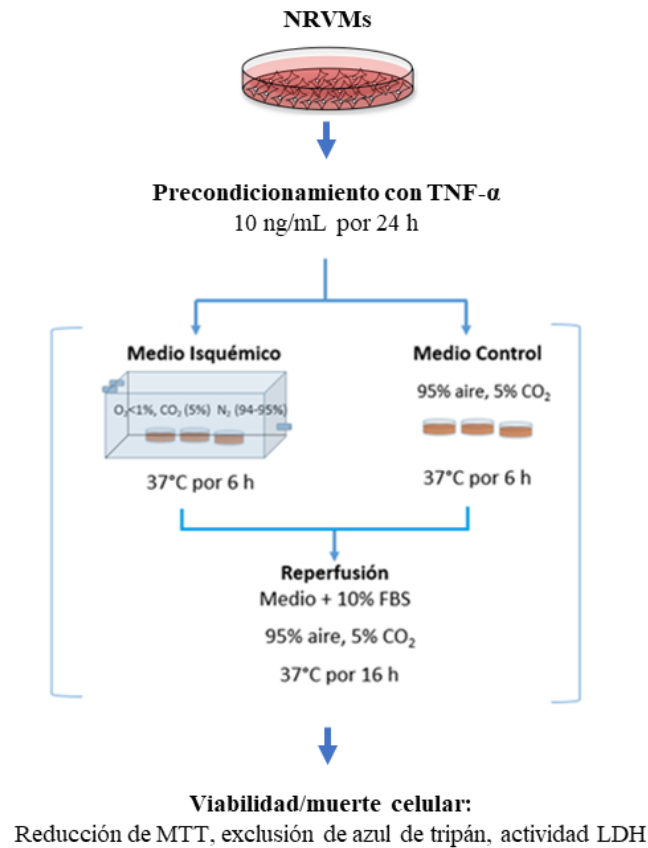 NRVMs
Precondicionamiento con TNF-α
10 ng/mL por 24 h
Medio Isquémico
O₂<1%, CO₂ (5%) N₂ (94-95%)
37°C por 6 h
Medio Control
95% aire, 5% CO₂
37°C por 6 h
Reperfusión
Medio + 10% FBS
95% aire, 5% CO₂
37°C por 16 h
Viabilidad/muerte celular:
Reducción de MTT, exclusión de azul de tripán, actividad LDH